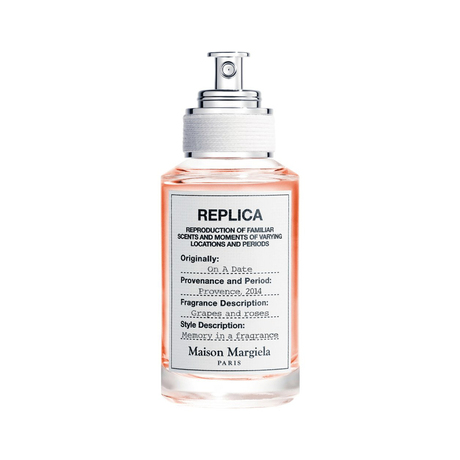 REPLICA
REPRODUCTION OF FAMILIAR
SCENTS AND MOMENTS OF VARYING
LOCATIONS AND PERIODS
Originally:
On A Date
Provenance and Period:
Provence, 2014
Fragrance Description:
Grapes and roses
Style Description:
Memory in a fragrance
Maison Margiela
PARIS